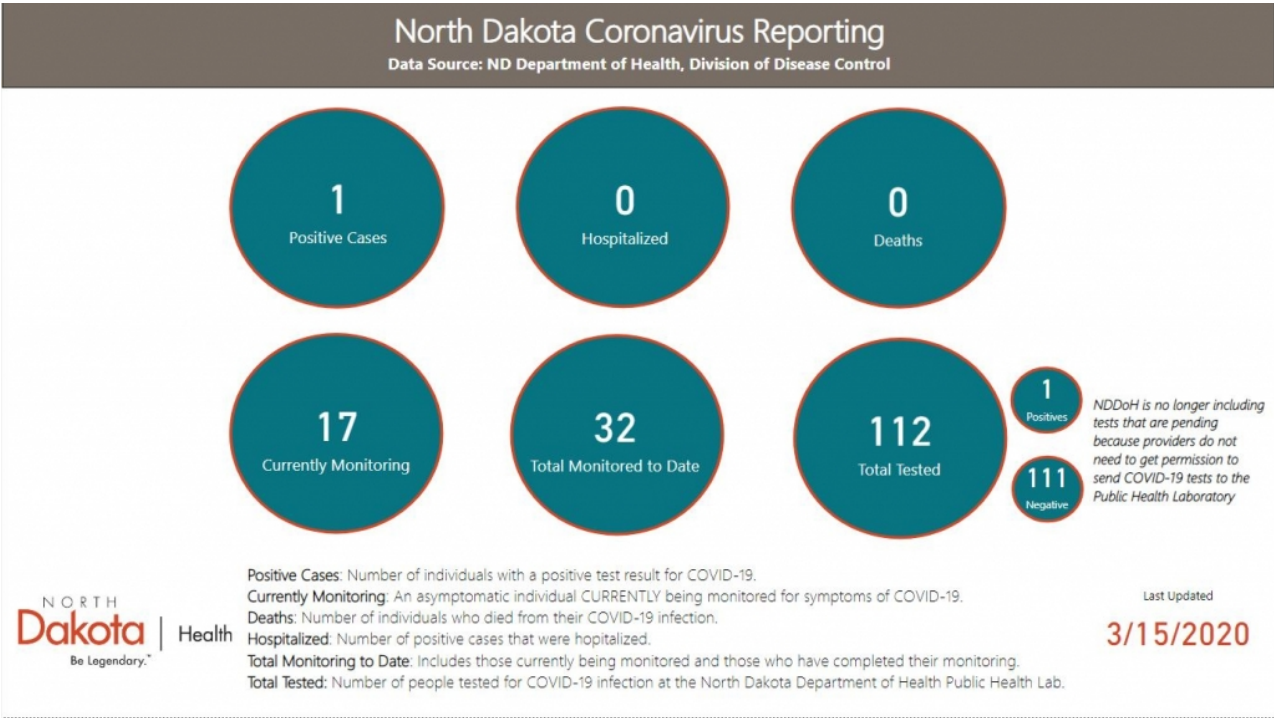 North Dakota Coronavirus Reporting
Data Source: ND Department of Health, Division of Disease Control
1
Positive Cases
0
Hospitalized
0
Deaths
17
Currently Monitoring
32
Total Monitored to Date
112
Total Tested
1
Positives
111
Negative
NDDoH is no longer including
tests that are pending
because providers do not
need to get permission to
send COVID-19 tests to the
Public Health Laboratory
Positive Cases: Number of individuals with a positive test result for COVID-19.
Currently Monitoring: An asymptomatic individual CURRENTLY being monitored for symptoms of COVID-19.
Deaths: Number of individuals who died from their COVID-19 infection.
Hospitalized: Number of positive cases that were hopitalized.
Total Monitoring to Date: Includes those currently being monitored and those who have completed their monitoring.
Total Tested: Number of people tested for COVID-19 infection at the North Dakota Department of Health Public Health Lab.
NORTH
Dakota | Health
Be Legendary.™
Last Updated
3/15/2020